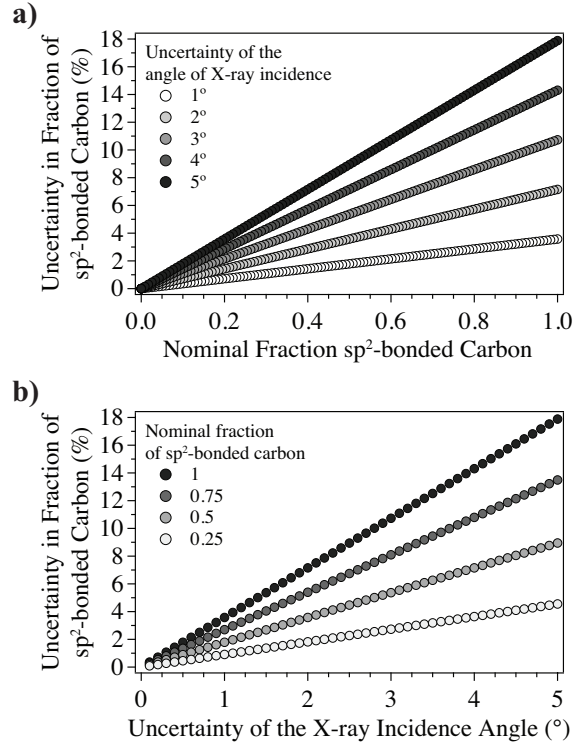 a)
Uncertainty in Fraction of
sp²-bonded Carbon (%)
18
16
14
12
10
8
6
4
2
0
Uncertainty of the
angle of X-ray incidence
1º
2º
3º
4º
5º
0.0 0.2 0.4 0.6 0.8 1.0
Nominal Fraction sp²-bonded Carbon
b)
Uncertainty in Fraction of
sp²-bonded Carbon (%)
18
16
14
12
10
8
6
4
2
0
Nominal fraction
of sp²-bonded carbon
1
0.75
0.5
0.25
0 1 2 3 4 5
Uncertainty of the X-ray Incidence Angle (°)